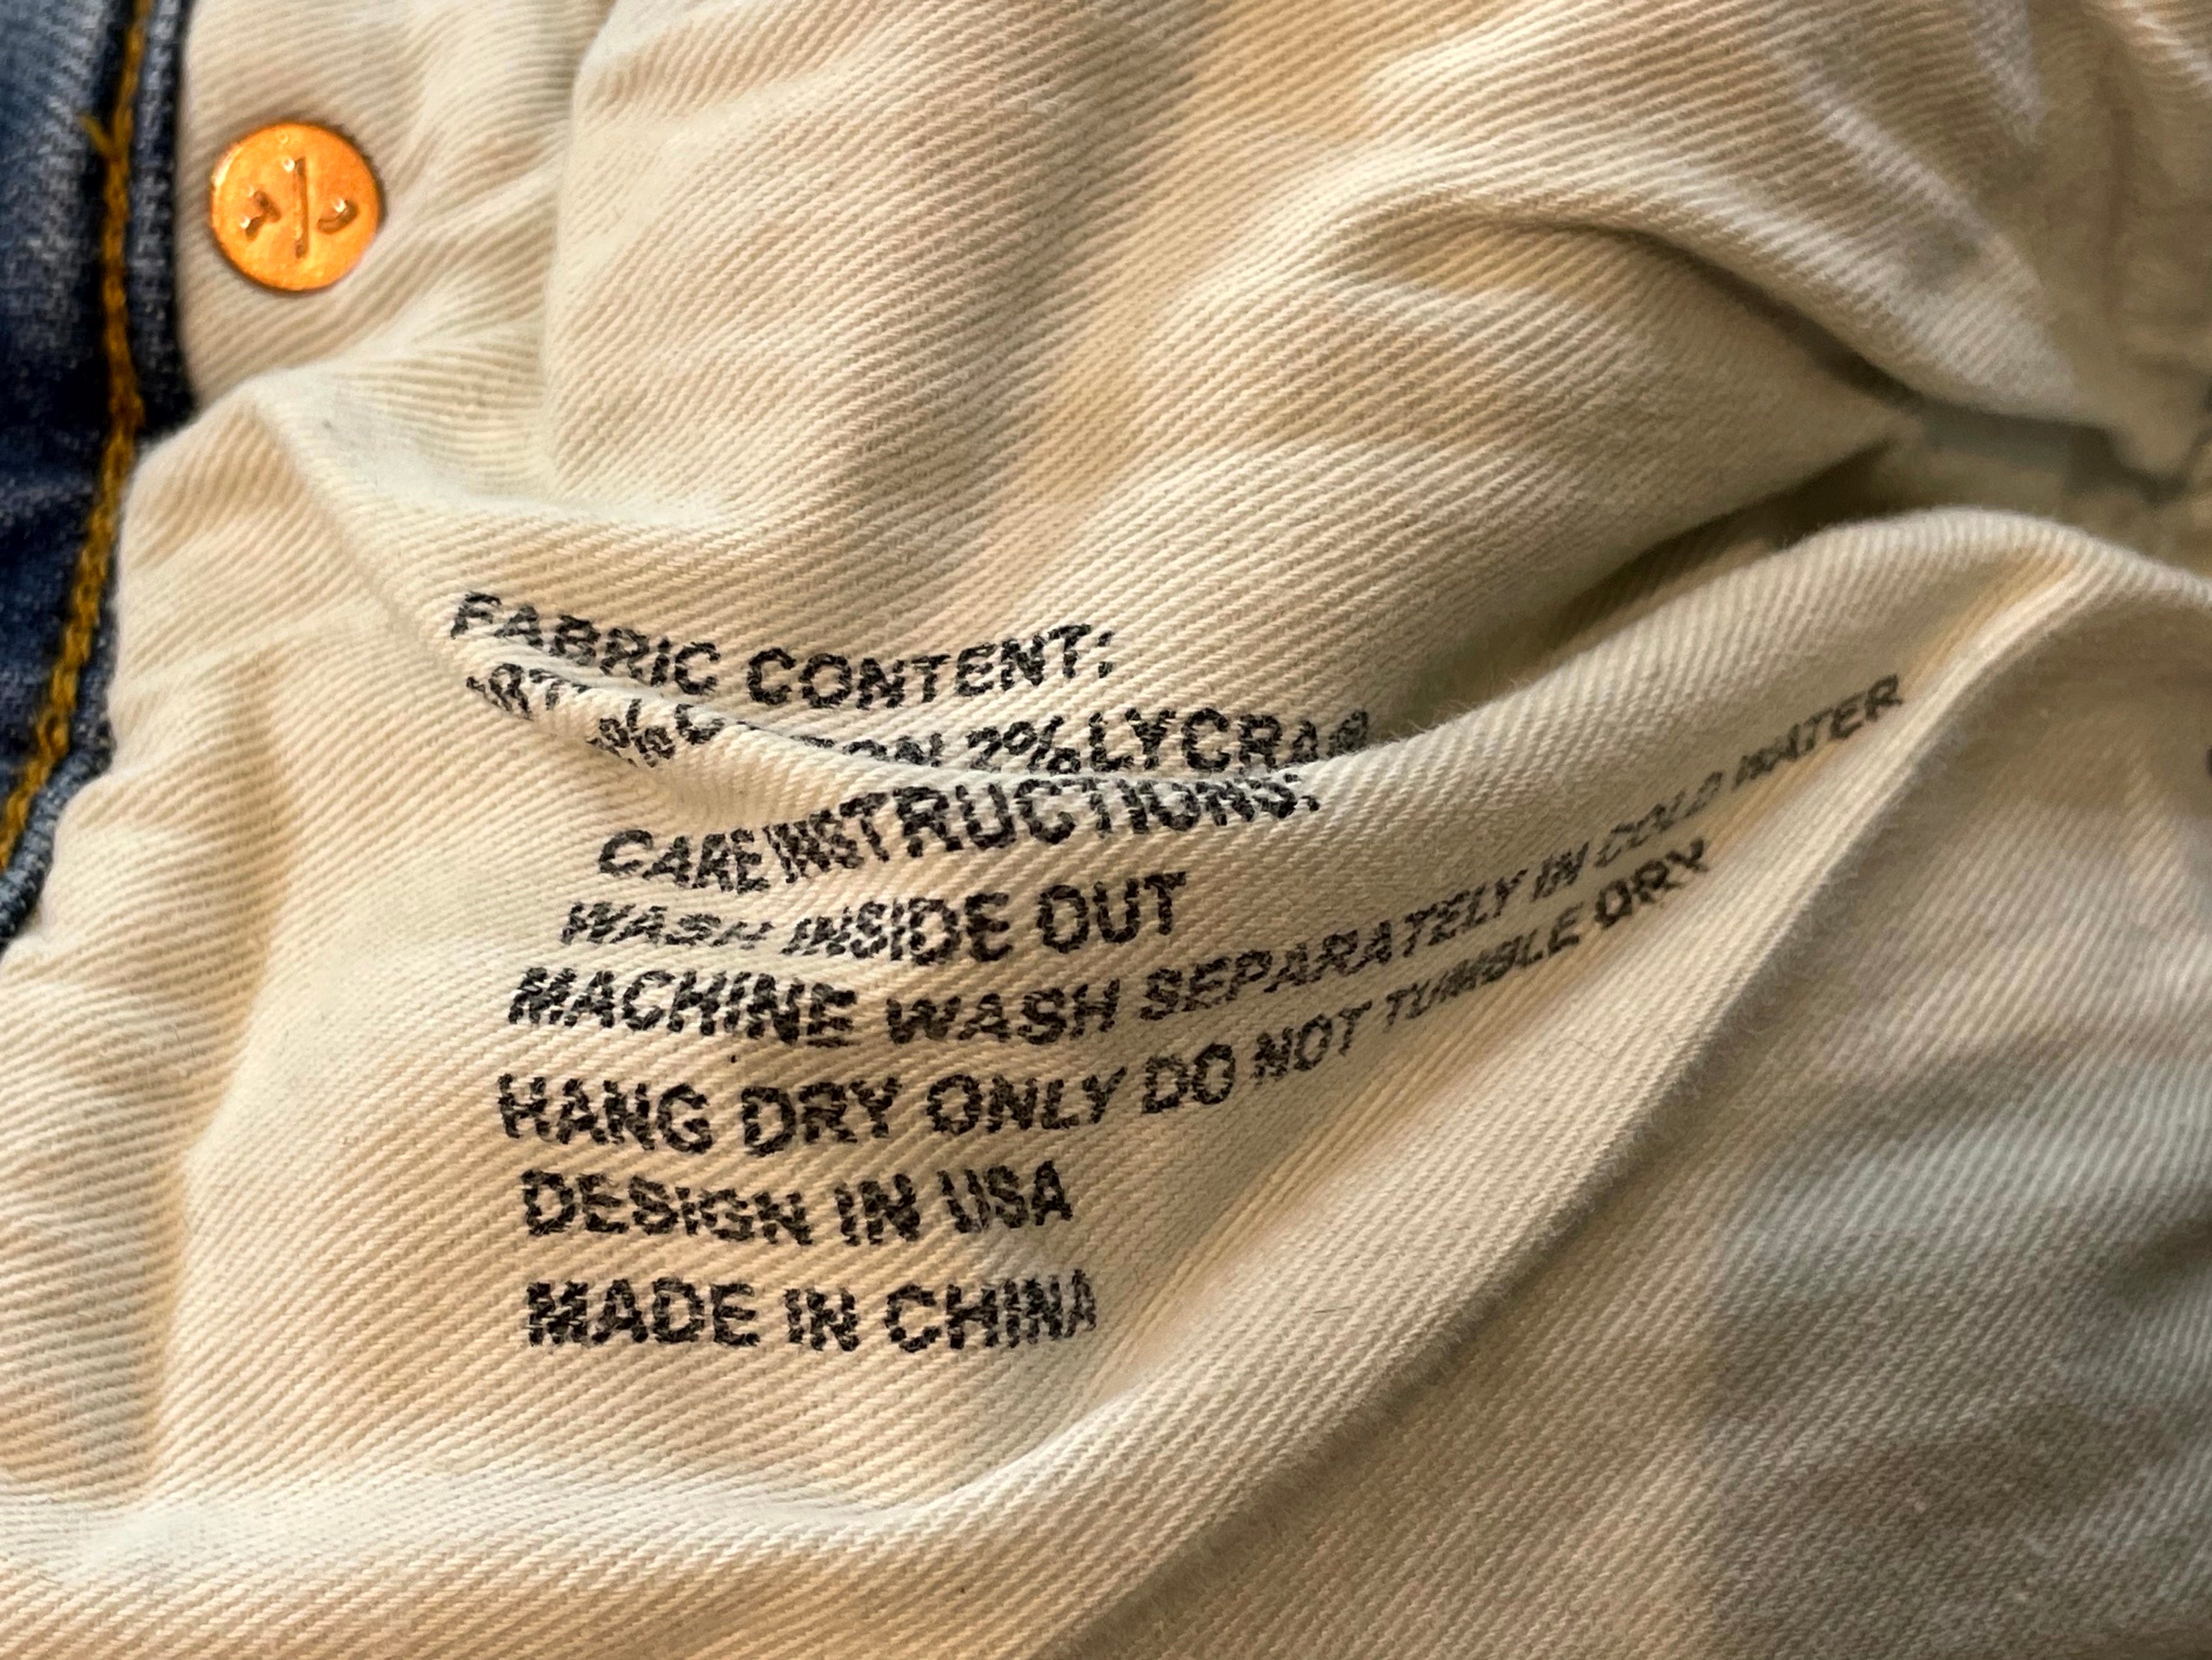 FABRIC CONTENT:
2% LYCRA
CARE INSTRUCTIONS:
WASH INSIDE OUT
MACHINE WASH SEPARATELY IN COLD WATER
HANG DRY ONLY DO NOT TUMBLE DRY
DESIGN IN USA
MADE IN CHINA